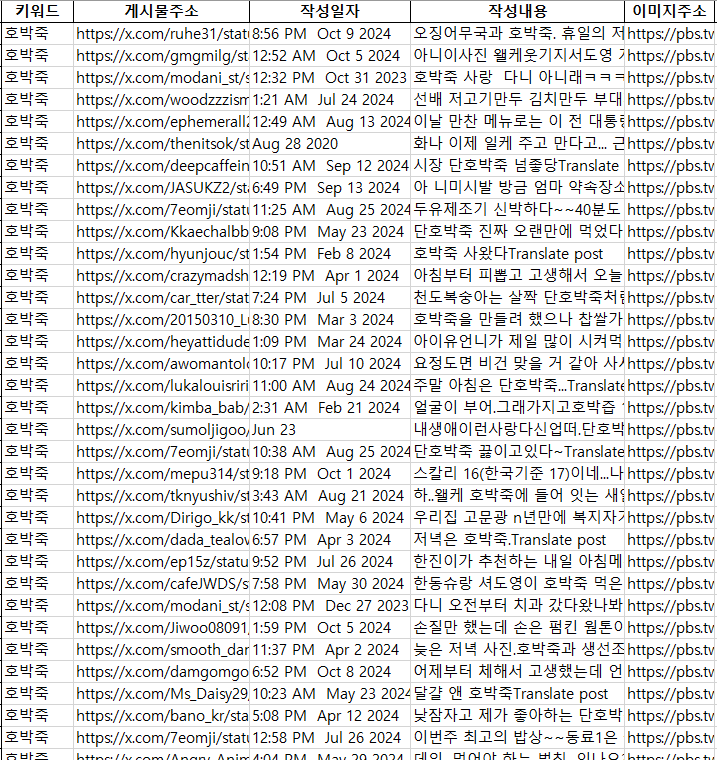 키워드 게시물주소 작성일자 작성내용 이미지주소
호박죽 https://x.com/ruhe31/statu 8:56 PM Oct 9 2024 오징어무국과 호박죽. 휴일의 저 https://pbs.tw
호박죽 https://x.com/gmgmilg/st 12:52 AM Oct 5 2024 아니이사진 왤케웃기지서도영 https://pbs.tw
호박죽 https://x.com/modani_st/s 12:32 PM Oct 31 2023 호박죽 사랑 다니 아니래ㅋㅋㅋ https://pbs.tw
호박죽 https://x.com/woodzzzism 1:21 AM Jul 24 2024 선배 저고기만두 김치만두 부대 https://pbs.tw
호박죽 https://x.com/ephemerall2 12:49 AM Aug 13 2024 이날 만찬 메뉴로는 이 전 대통령 https://pbs.tw
호박죽 https://x.com/thenitsok/st Aug 28 2020 화나 이제 일케 주고 만다고... 근 https://pbs.tw
호박죽 https://x.com/deepcaffein 10:51 AM Sep 12 2024 시장 단호박죽 넘좋당Translate https://pbs.tw
호박죽 https://x.com/JASUKZ2/sta 6:49 PM Sep 13 2024 아 니미시발 방금 엄마 약속장소 https://pbs.tw
호박죽 https://x.com/7eomji/statu 11:25 AM Aug 25 2024 두유제조기 신박하다~~40분도 https://pbs.tw
호박죽 https://x.com/Kkaechalbb 9:08 PM May 23 2024 단호박죽 진짜 오랜만에 먹었다 https://pbs.tw
호박죽 https://x.com/hyunjouc/st 1:54 PM Feb 8 2024 호박죽 사왔다Translate post https://pbs.tw
호박죽 https://x.com/crazymadsh 12:19 PM Apr 1 2024 아침부터 피뽑고 고생해서 오늘 https://pbs.tw
호박죽 https://x.com/car_tter/stat 7:24 PM Jul 5 2024 천도복숭아는 살짝 단호박죽처럼 https://pbs.tw
호박죽 https://x.com/20150310_Lu 8:30 PM Mar 3 2024 호박죽을 만들려 했으나 찹쌀가 https://pbs.tw
호박죽 https://x.com/heyattidude 1:09 PM Mar 24 2024 아이유언니가 제일 많이 시켜먹 https://pbs.tw
호박죽 https://x.com/awomantolo 10:17 PM Jul 10 2024 요정도면 비건 맞을 거 같아 사시 https://pbs.tw
호박죽 https://x.com/lukalouisriri 11:00 AM Aug 24 2024 주말 아침은 단호박죽...Translate https://pbs.tw
호박죽 https://x.com/kimba_bab/ 2:31 AM Feb 21 2024 얼굴이 부어.그래가지고호박즙 https://pbs.tw
호박죽 https://x.com/sumoljigoo/ Jun 23 내생애이런사랑다신업떠.단호박 https://pbs.tw
호박죽 https://x.com/7eomji/statu 10:38 AM Aug 25 2024 단호박죽 끓이고있다~Translate https://pbs.tw
호박죽 https://x.com/mepu314/st 9:18 PM Oct 1 2024 스칼리 16(한국기준 17)이네...나 https://pbs.tw
호박죽 https://x.com/tknyushiv/st 3:43 AM Aug 21 2024 하..왤케 호박죽에 들어 잇는 새알 https://pbs.tw
호박죽 https://x.com/Dirigo_kk/st 10:41 PM May 6 2024 우리집 고문광 n년만에 복지자기 https://pbs.tw
호박죽 https://x.com/dada_tealov 6:57 PM Apr 3 2024 저녁은 호박죽.Translate post https://pbs.tw
호박죽 https://x.com/ep15z/statu 9:52 PM Jul 26 2024 한진이가 추천하는 내일 아침메 https://pbs.tw
호박죽 https://x.com/cafeJWDS/st 7:58 PM May 30 2024 한동슈랑 셔도영이 호박죽 먹은 https://pbs.tw
호박죽 https://x.com/modani_st/s 12:08 PM Dec 27 2023 다니 오전부터 치과 갔다왔나봐 https://pbs.tw
호박죽 https://x.com/Jiwoo08091, 1:59 PM Oct 5 2024 손질만 했는데 손은 펌킨 웜톤이 https://pbs.tw
호박죽 https://x.com/smooth_dar 11:37 PM Apr 2 2024 늦은 저녁 사진.호박죽과 생선조 https://pbs.tw
호박죽 https://x.com/damgomgo 6:52 PM Oct 8 2024 어제부터 체해서 고생했는데 언 https://pbs.tw
호박죽 https://x.com/Ms_Daisy29, 10:23 AM May 23 2024 달걀 앤 호박죽Translate post https://pbs.tw
호박죽 https://x.com/bano_kr/sta 5:08 PM Apr 12 2024 낮잠자고 제가 좋아하는 단호박 https://pbs.tw
호박죽 https://x.com/7eomji/statu 12:58 PM Jul 26 2024 이번주 최고의 밥상~~동료1은 https://pbs.tw